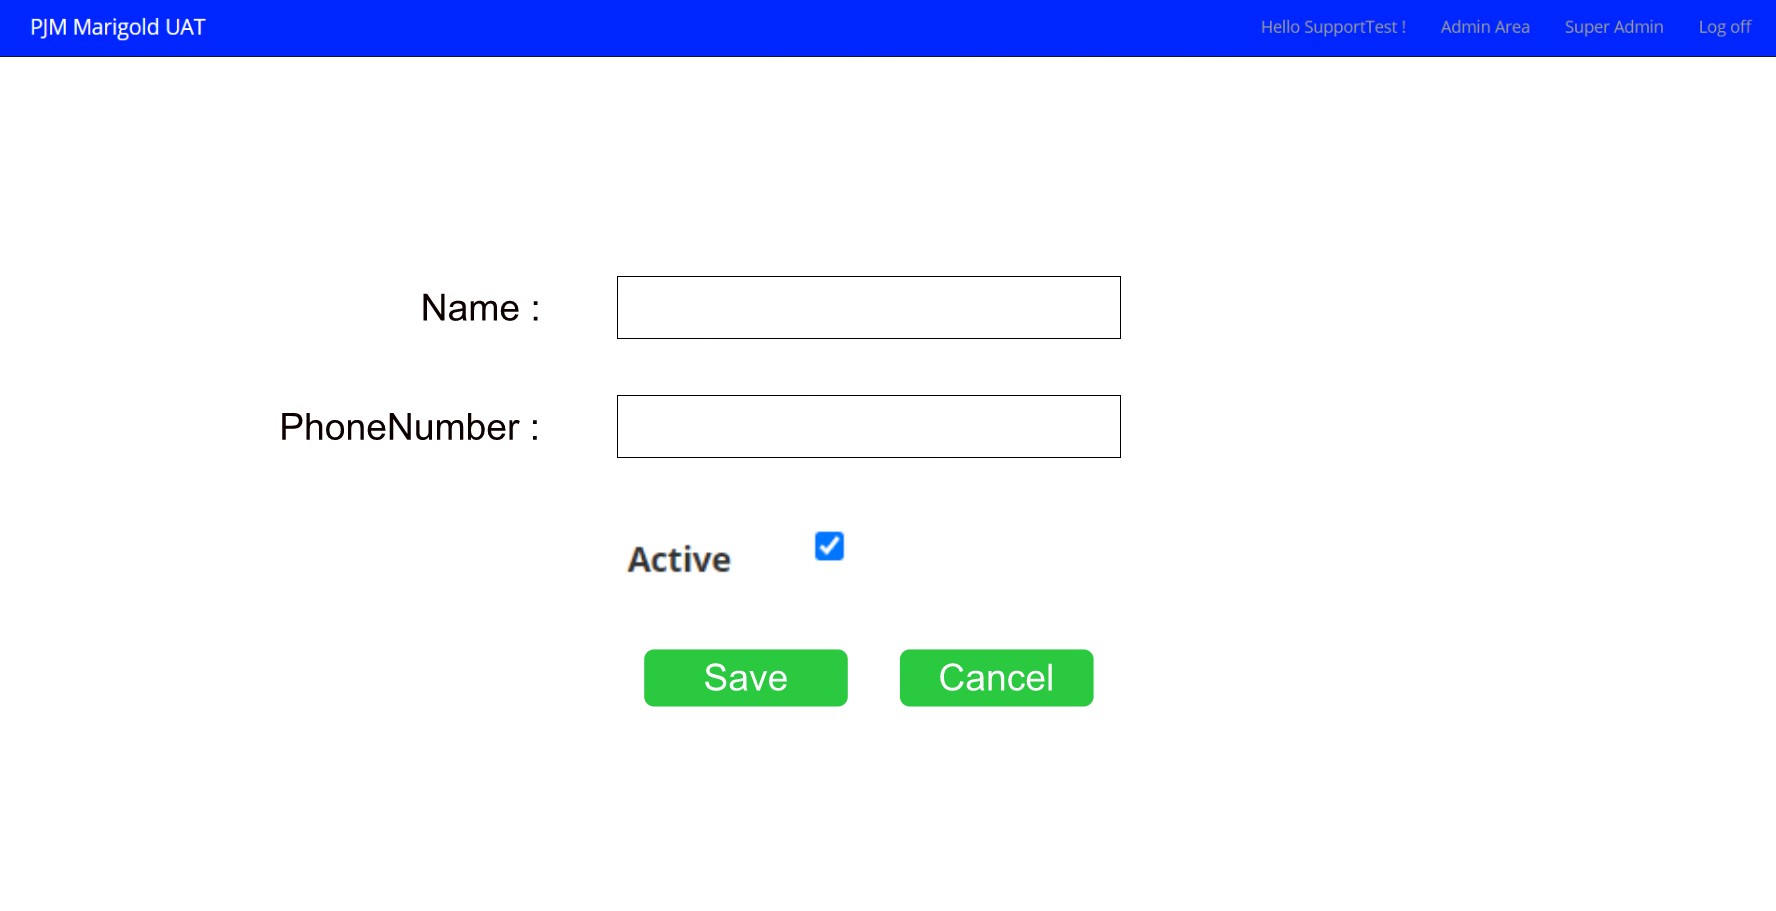 PJM Marigold UAT
Hello SupportTest !
Admin Area
Super Admin
Log off
Name :
PhoneNumber :
Active
Save
Cancel